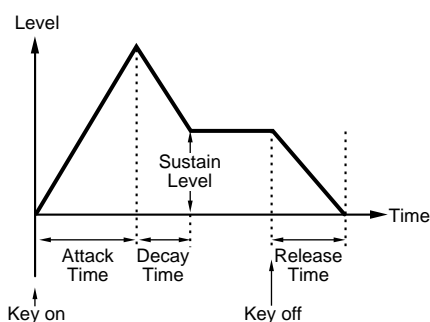 Level
Sustain
Level
Time
Attack
Time
Decay
Time
Release
Time
Key on
Key off